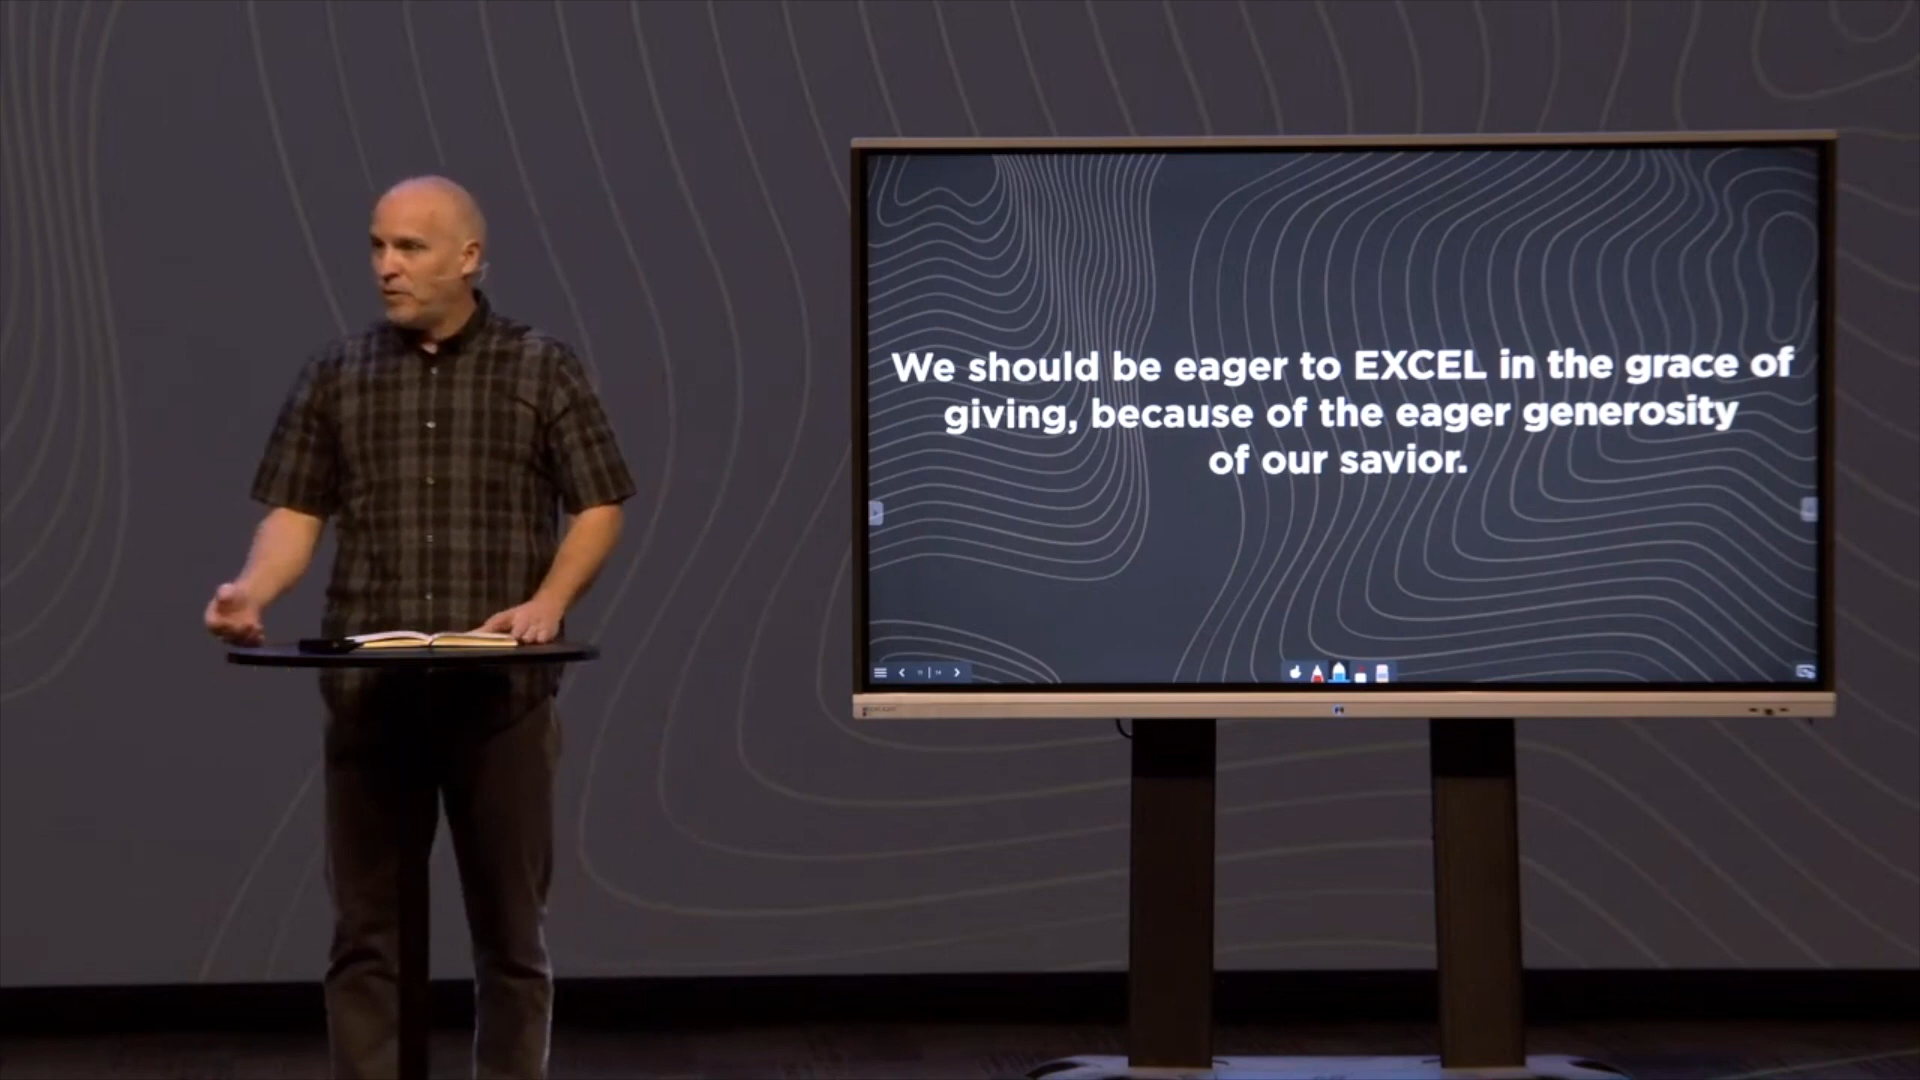 We should be eager to EXCEL in the grace of
giving, because of the eager generosity
of our savior.